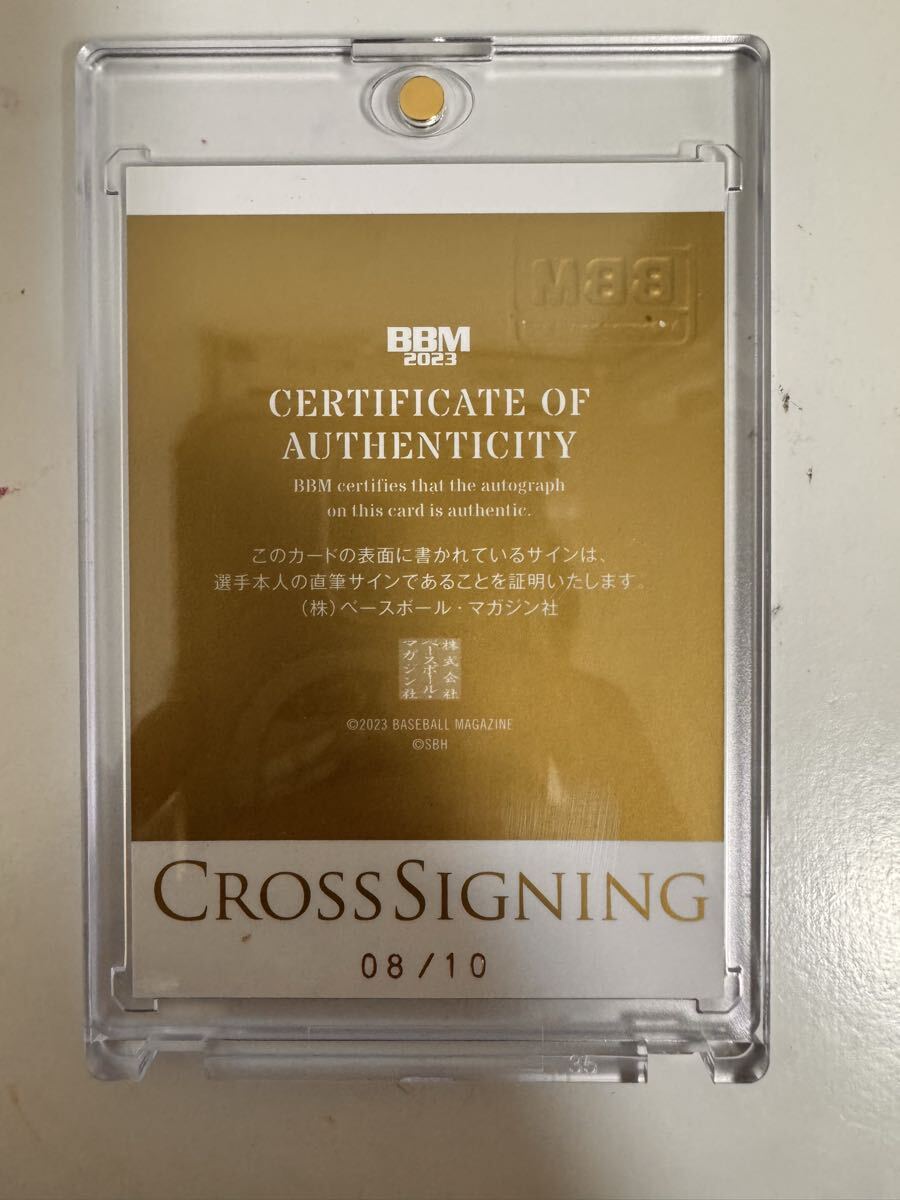 BBM
BBM
2023
CERTIFICATE OF
AUTHENTICITY
BBM certifies that the autograph
on this card is authentic.
このカードの表面に書かれているサインは、
選手本人の直筆サインであることを証明いたします。
（株）ベースボール・マガジン社
株式会社
ベースボール・
マガジン社
©2023 BASEBALL MAGAZINE
©SBH
CROSSSIGNING
08/10
35